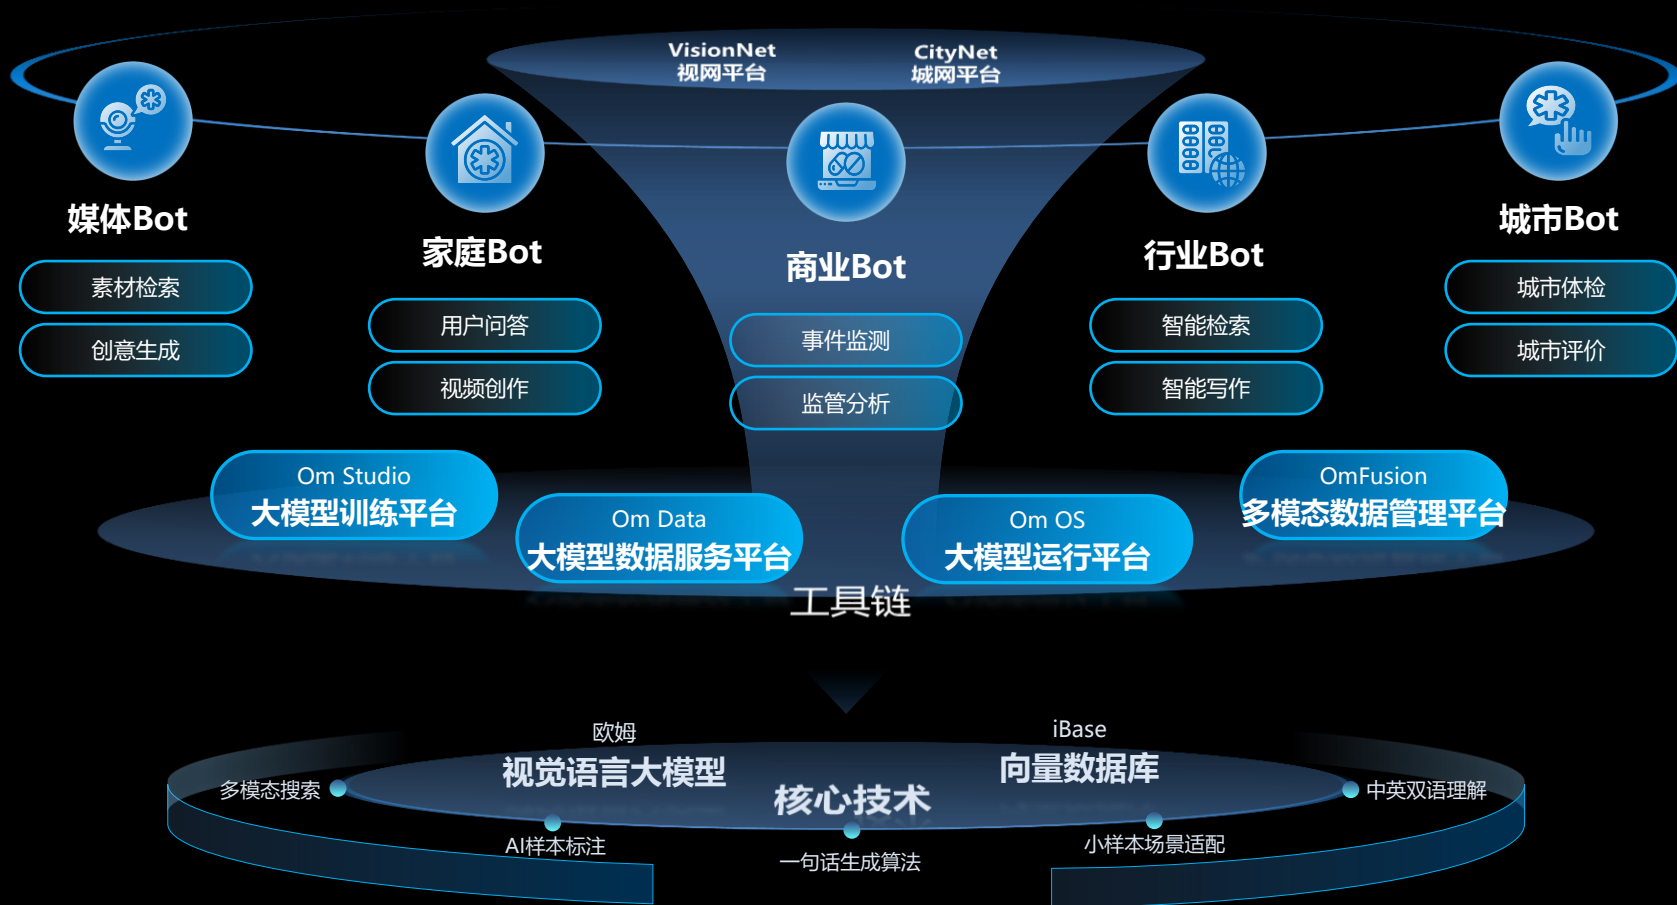 VisionNet
视网平台
CityNet
城网平台
媒体Bot
素材检索
创意生成
家庭Bot
用户问答
视频创作
商业Bot
事件监测
监管分析
行业Bot
智能检索
智能写作
城市Bot
城市体检
城市评价
Om Studio
大模型训练平台
Om Data
大模型数据服务平台
Om OS
大模型运行平台
OmFusion
多模态数据管理平台
工具链
欧姆
视觉语言大模型
iBase
向量数据库
核心技术
多模态搜索
AI样本标注
一句话生成算法
小样本场景适配
中英双语理解